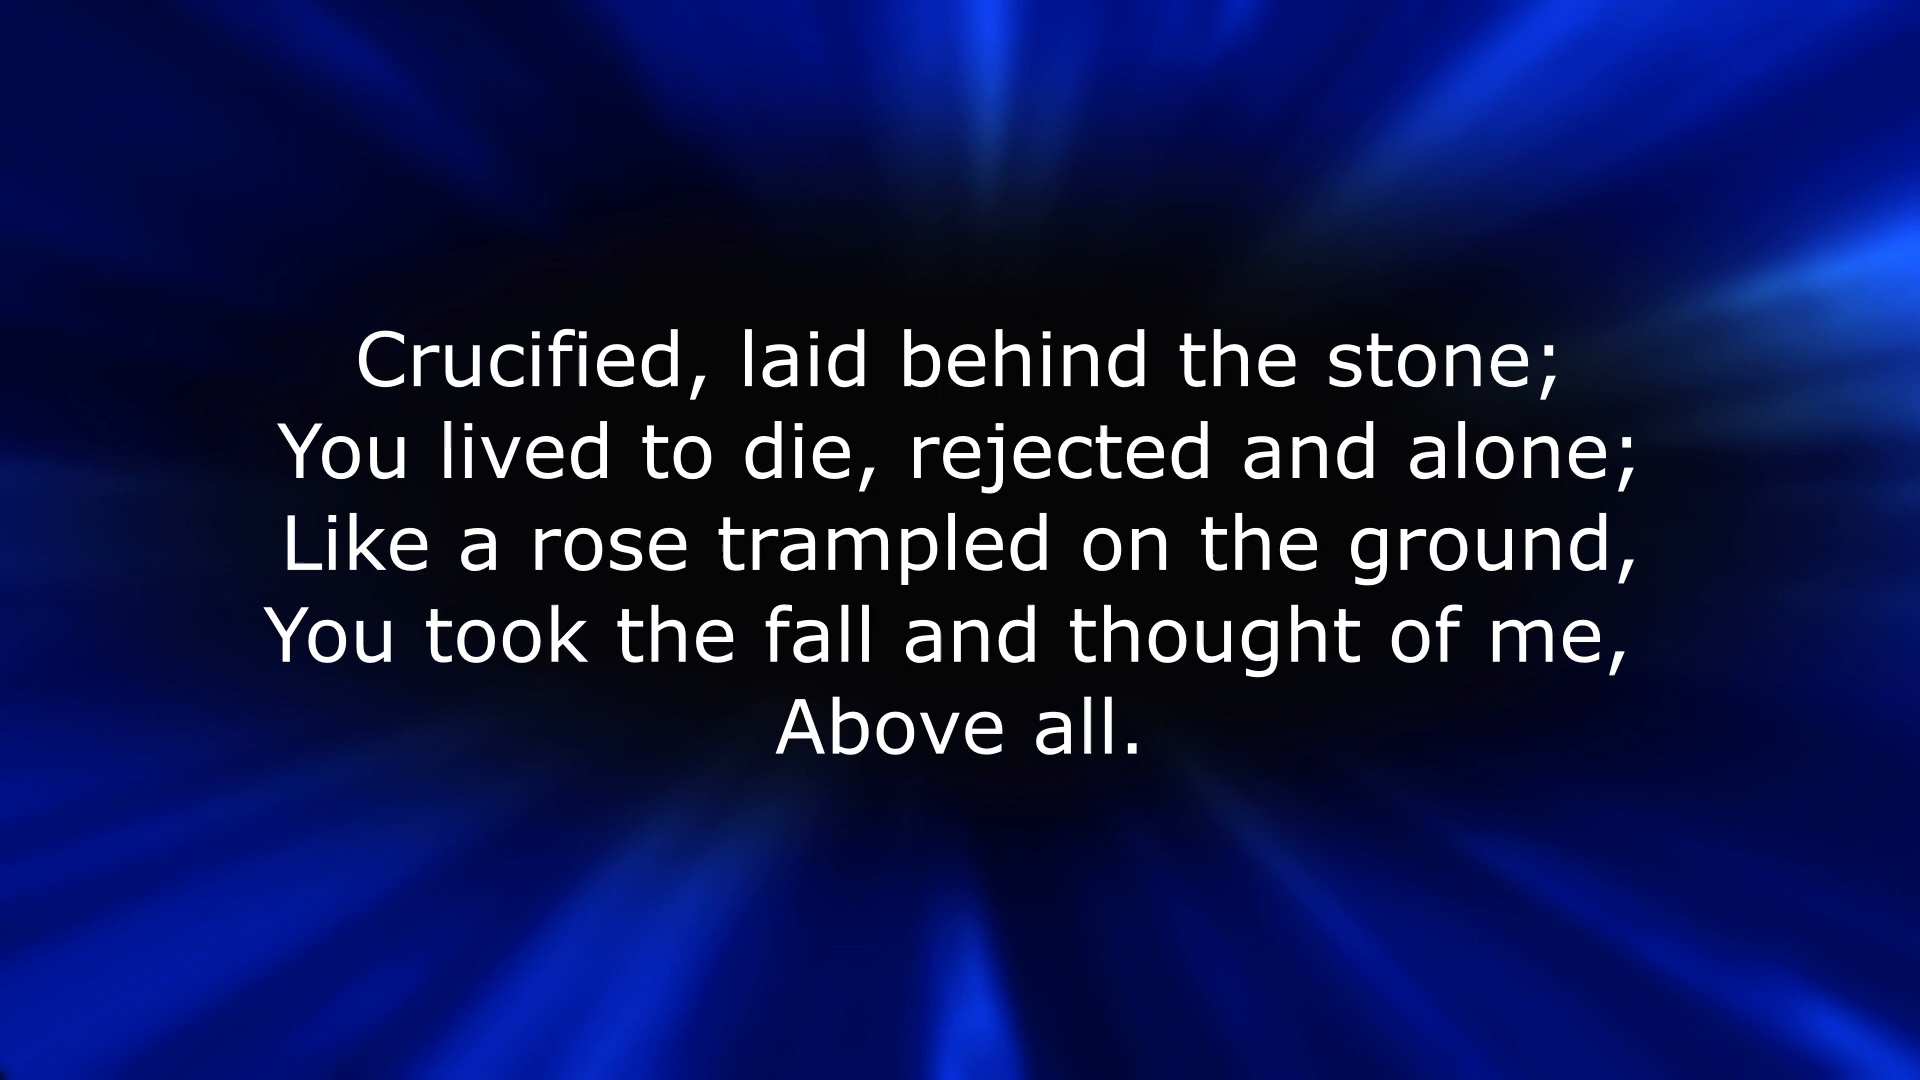 Crucified, laid behind the stone;
You lived to die, rejected and alone;
Like a rose trampled on the ground,
You took the fall and thought of me,
Above all.